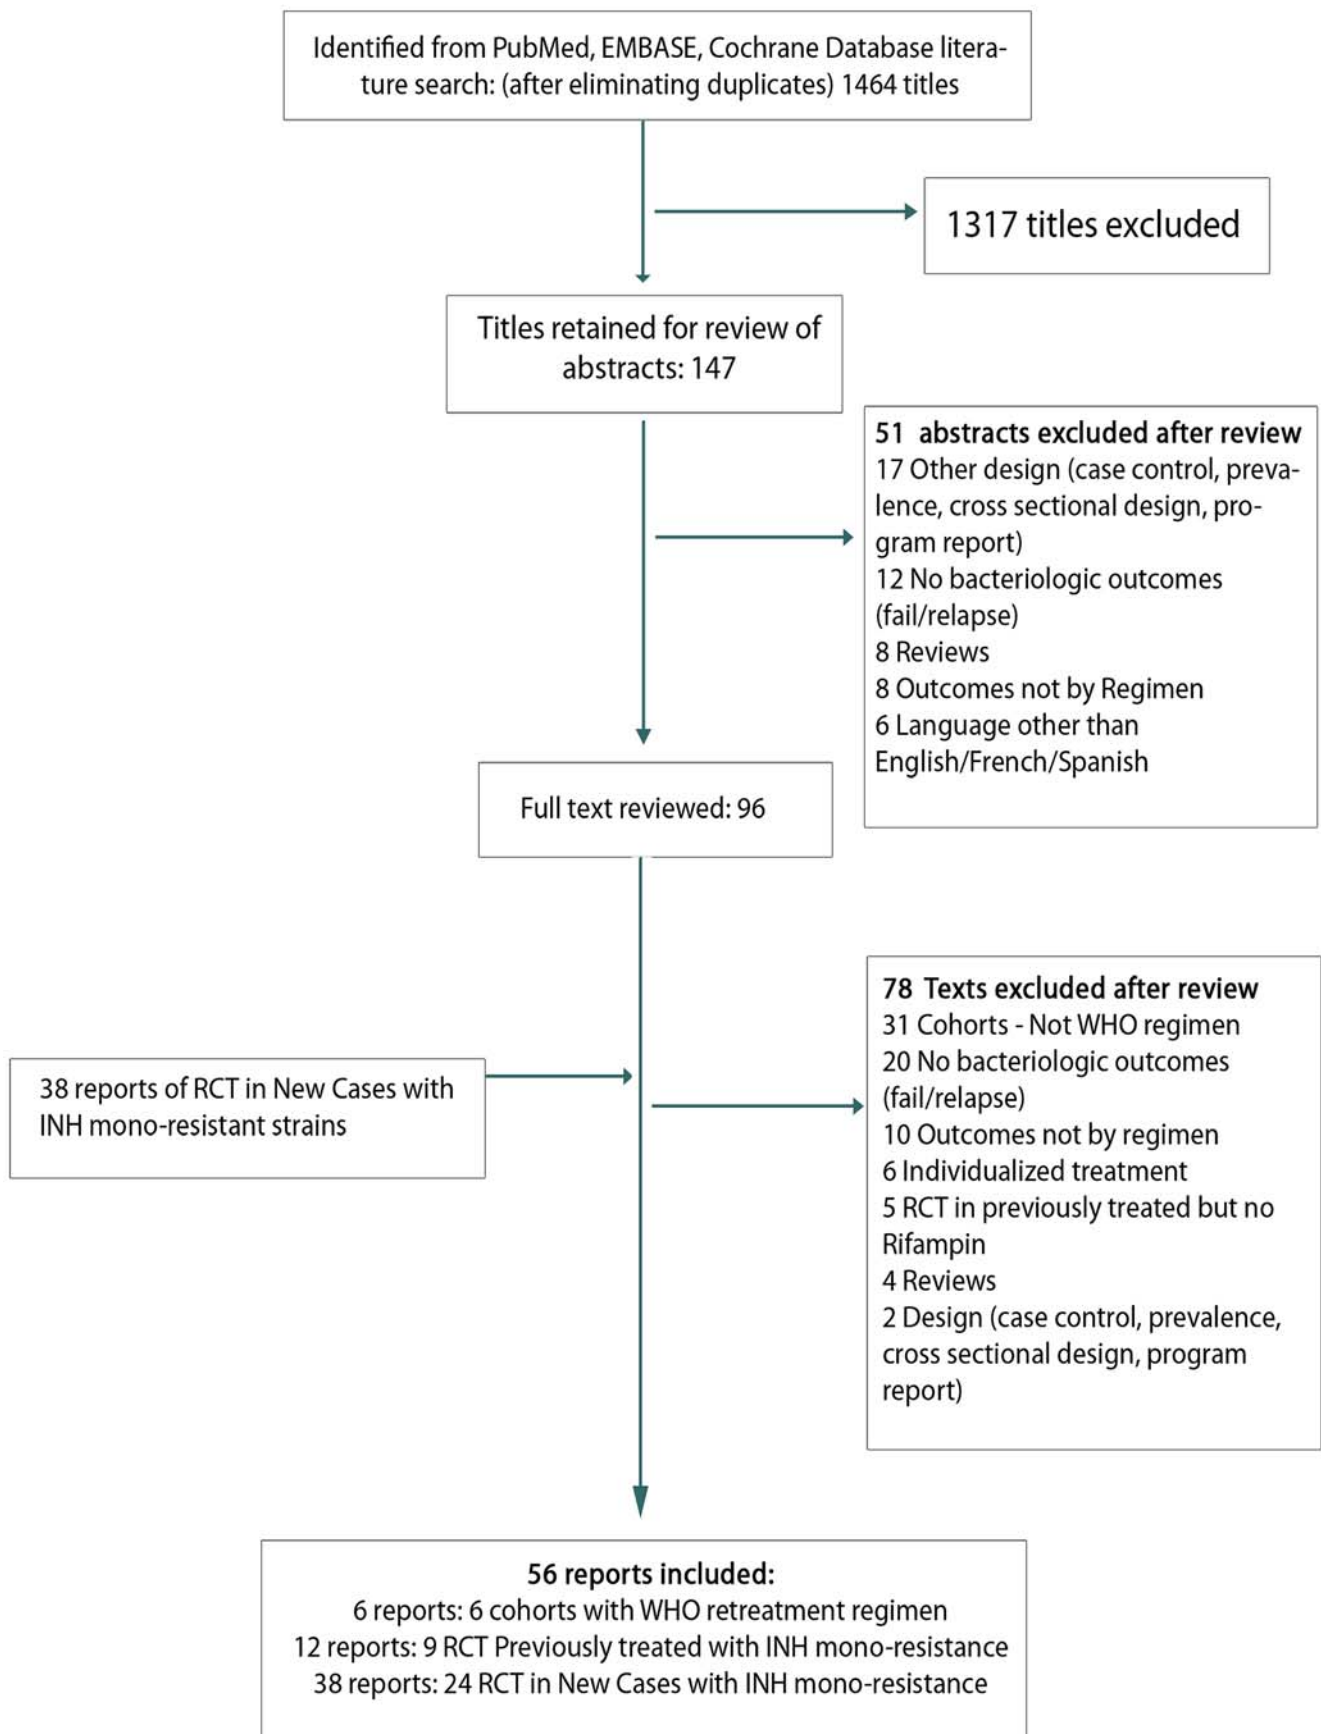 Identified from PubMed, EMBASE, Cochrane Database litera-
ture search: (after eliminating duplicates) 1464 titles
1317 titles excluded
Titles retained for review of
abstracts: 147
51 abstracts excluded after review
17 Other design (case control, preva-
lence, cross sectional design, pro-
gram report)
12 No bacteriologic outcomes
(fail/relapse)
8 Reviews
8 Outcomes not by Regimen
6 Language other than
English/French/Spanish
Full text reviewed: 96
38 reports of RCT in New Cases with
INH mono-resistant strains
78 Texts excluded after review
31 Cohorts - Not WHO regimen
20 No bacteriologic outcomes
(fail/relapse)
10 Outcomes not by regimen
6 Individualized treatment
5 RCT in previously treated but no
Rifampin
4 Reviews
2 Design (case control, prevalence,
cross sectional design, program
report)
56 reports included:
6 reports: 6 cohorts with WHO retreatment regimen
12 reports: 9 RCT Previously treated with INH mono-resistance
38 reports: 24 RCT in New Cases with INH mono-resistance